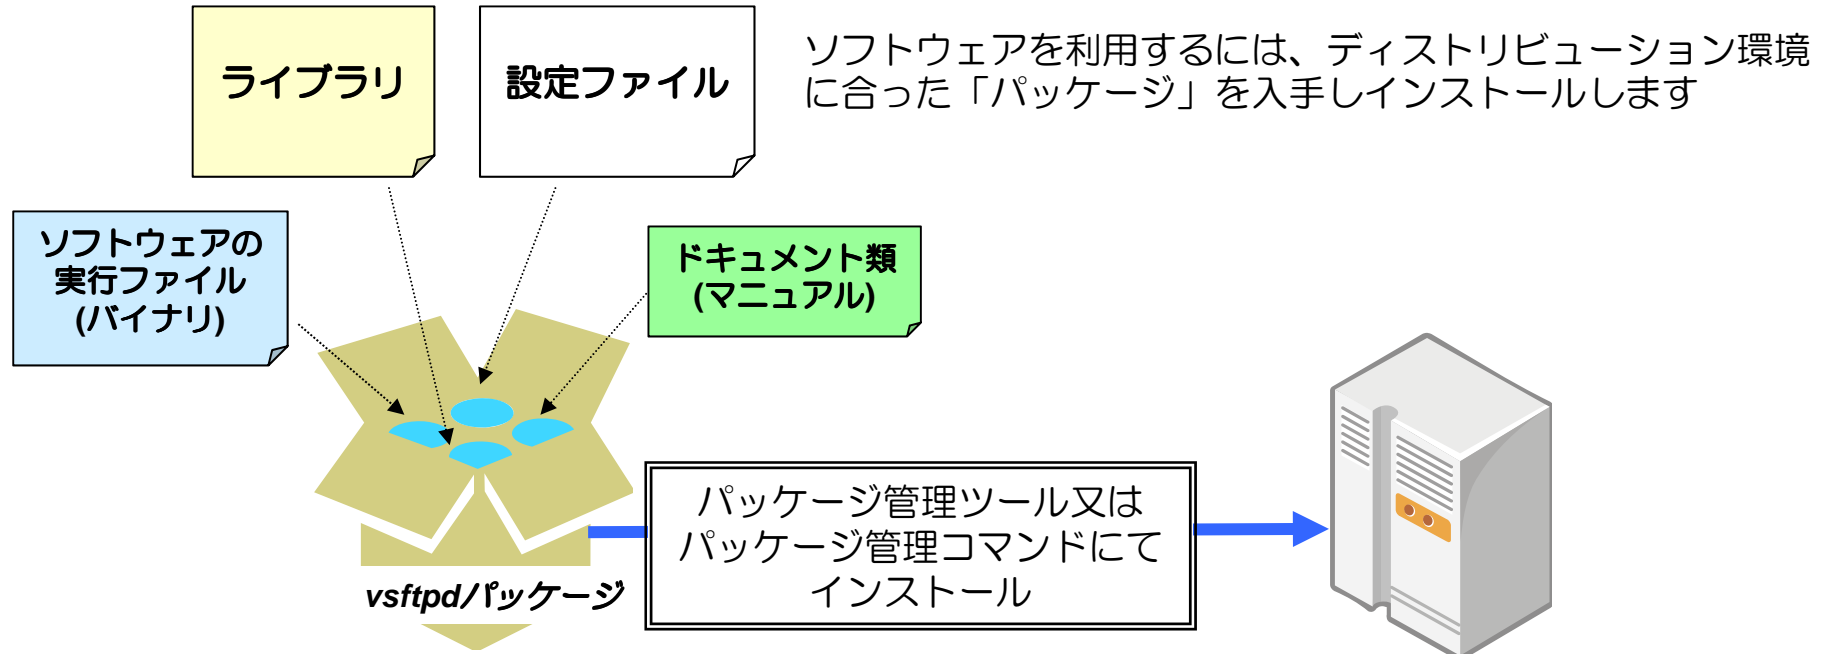 ライブラリ
設定ファイル
ソフトウェアを利用するには、ディストリビューション環境
に合った「パッケージ」を入手しインストールします
ソフトウェアの
実行ファイル
(バイナリ)
ドキュメント類
(マニュアル)
パッケージ管理ツール又は
パッケージ管理コマンドにて
インストール
vsftpdパッケージ